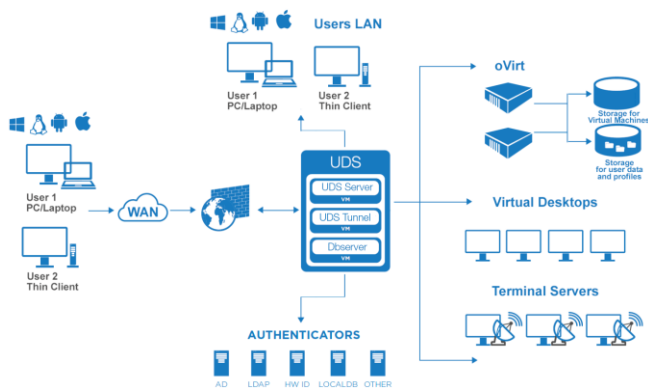 Users LAN
User 1
PC/Laptop
User 2
Thin Client
oVirt
Storage for
Virtual Machines
Storage
for user data
and profiles
User 1
PC/Laptop
WAN
User 2
Thin Client
UDS
UDS Server
VM
UDS Tunnel
VM
Dbserver
VM
Virtual Desktops
Terminal Servers
AUTHENTICATORS
AD
LDAP
HW ID
LOCALDB
OTHER